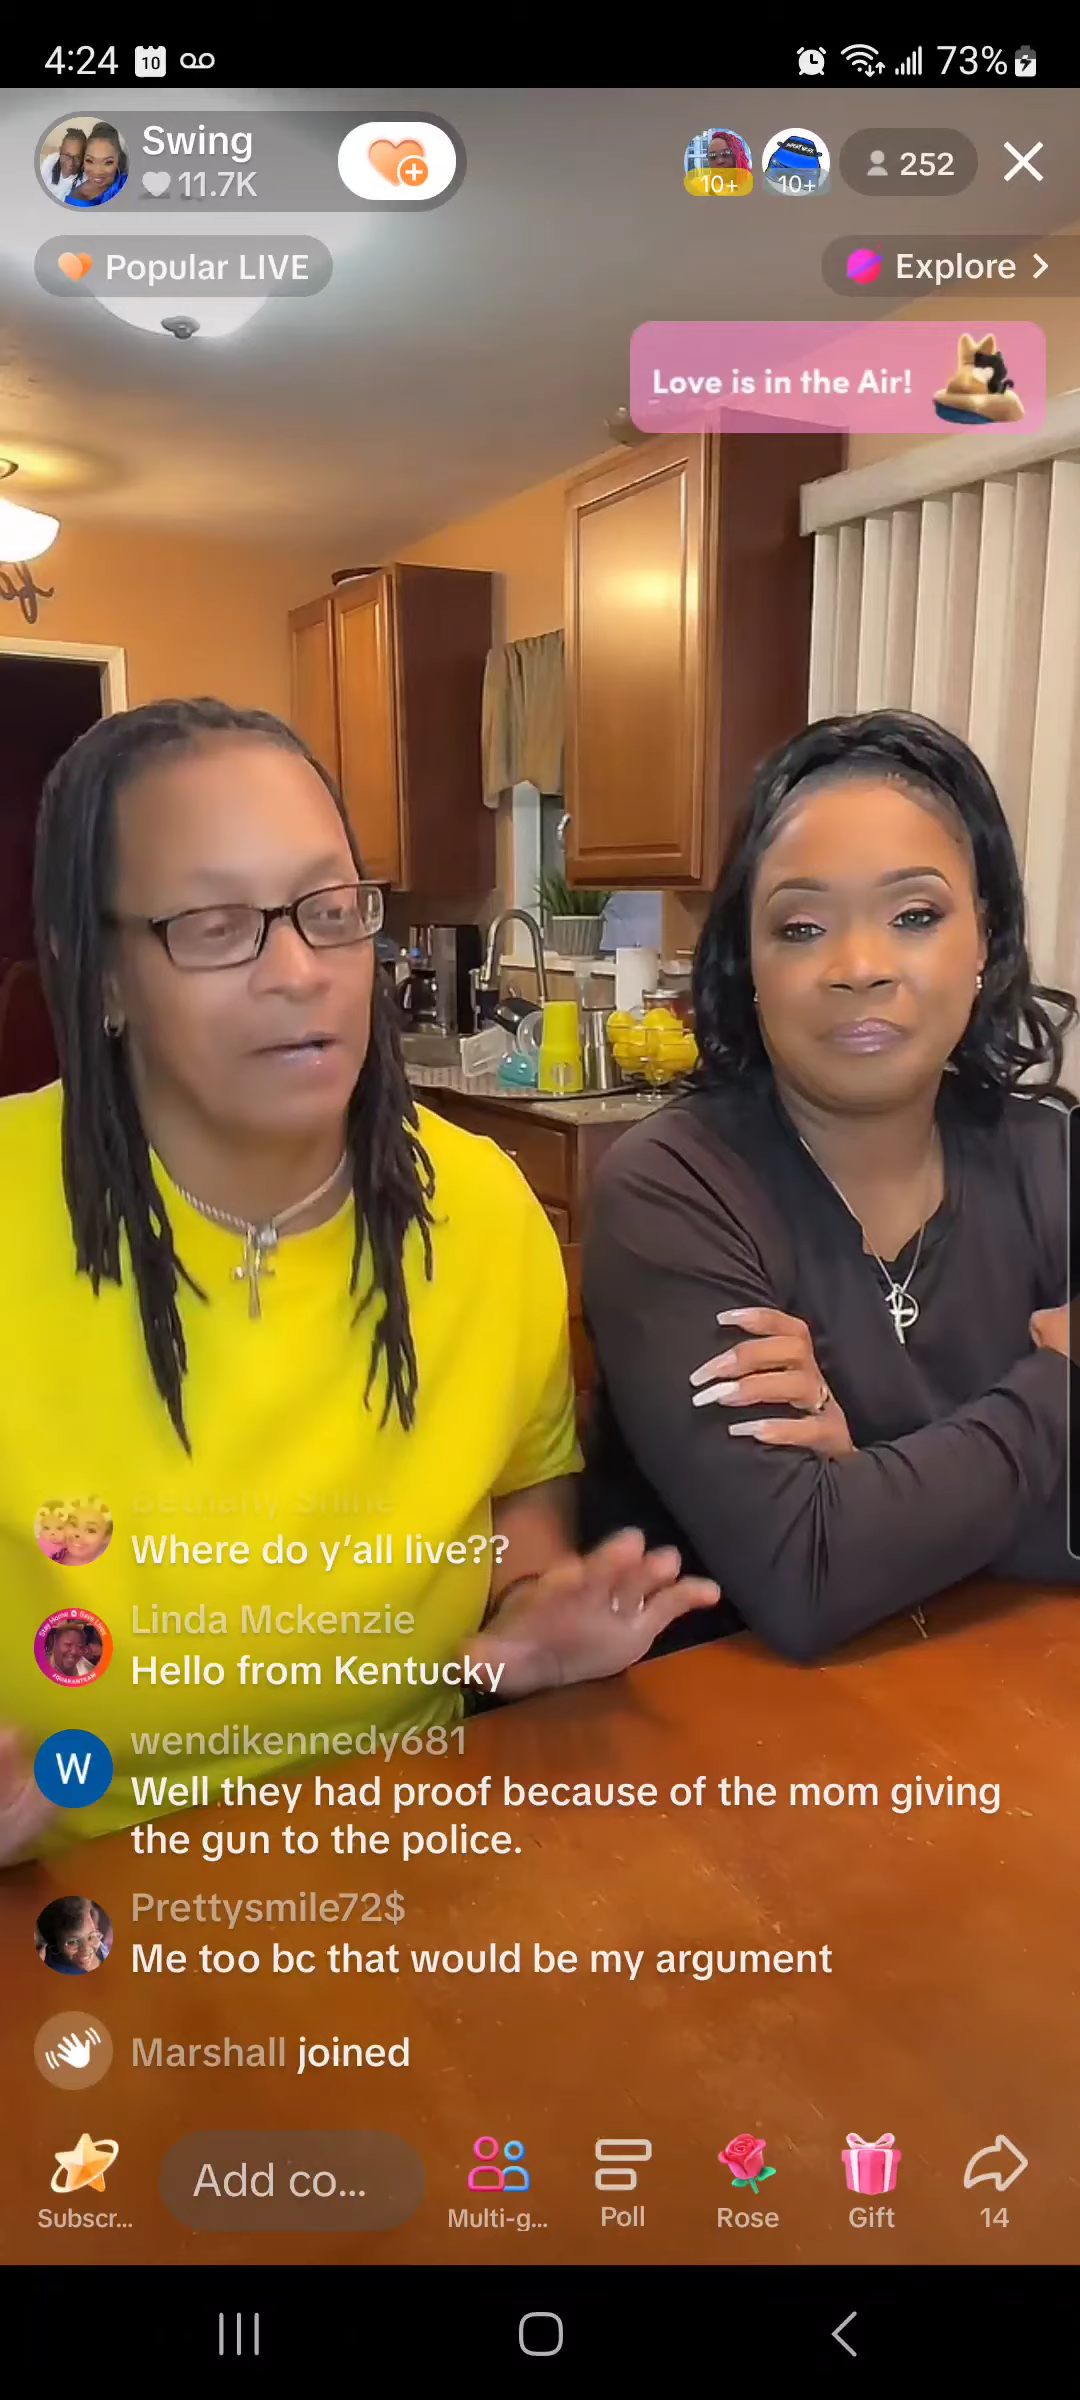 4:24
10
73%
Swing
11.7K
10+
10+
252
Popular LIVE
Explore
Love is in the Air!
Bethany Shine
Where do y'all live??
Linda Mckenzie
Hello from Kentucky
W
wendikennedy681
Well they had proof because of the mom giving
the gun to the police.
Prettysmile72$
Me too bc that would be my argument
Marshall joined
Subscr...
Add co...
Multi-g...
Poll
Rose
Gift
14